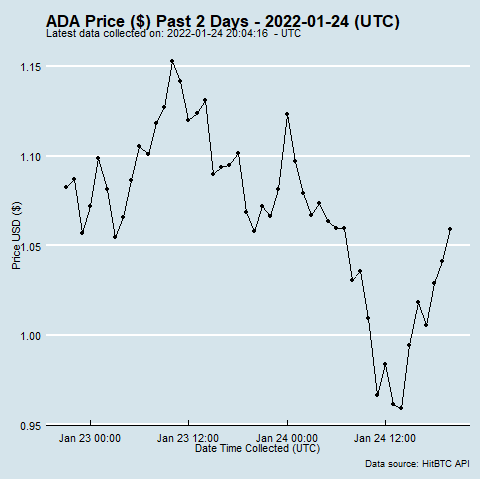 ADA Price ($) Past 2 Days - 2022-01-24 (UTC)
Latest data collected on: 2022-01-24 20:04:16 - UTC
1.15
1.10
1.05
1.00
0.95
Price USD ($)
Jan 23 00:00
Jan 23 12:00
Jan 24 00:00
Jan 24 12:00
Date Time Collected (UTC)
Data source: HitBTC API